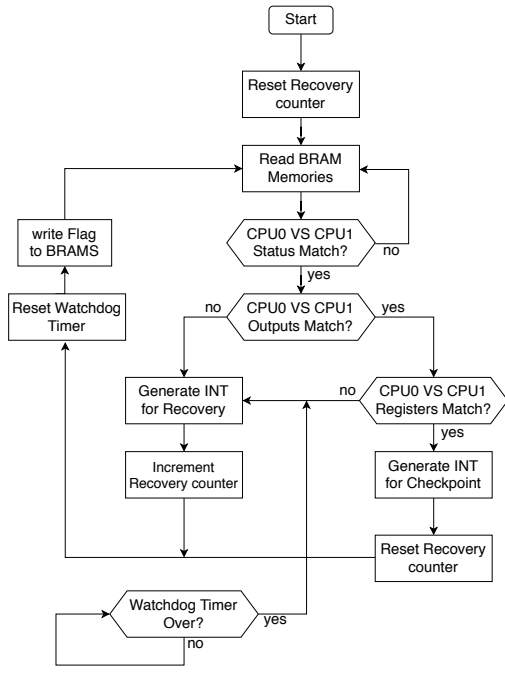 Start
Reset Recovery
counter
Read BRAM
Memories
write Flag
to BRAMS
CPU0 VS CPU1
Status Match?
no
yes
Reset Watchdog
Timer
no
CPU0 VS CPU1
Outputs Match?
yes
Generate INT
for Recovery
no
CPU0 VS CPU1
Registers Match?
yes
Increment
Recovery counter
Generate INT
for Checkpoint
Reset Recovery
counter
Watchdog Timer
Over?
yes
no